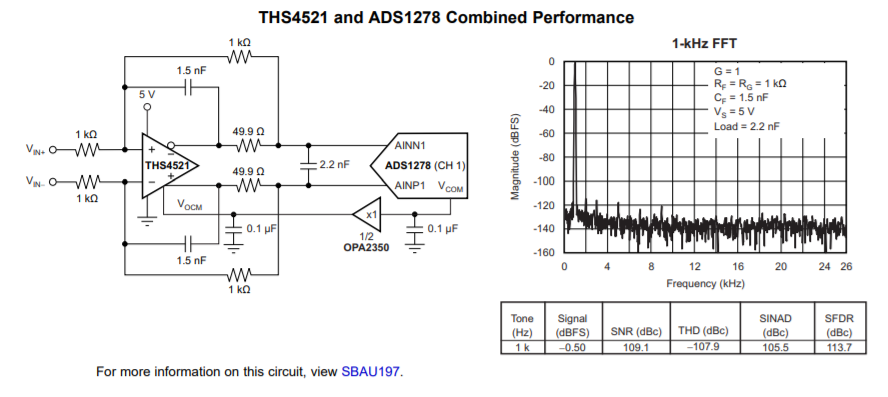 THS4521 and ADS1278 Combined Performance
1 kΩ
1.5 nF
5 V
1 kΩ
VIN+
49.9 Ω
AINN1
THS4521
2.2 nF
ADS1278 (CH 1)
VIN−
49.9 Ω
AINP1 VCOM
1 kΩ
VOCM
x1
0.1 µF
0.1 µF
1/2
OPA2350
1.5 nF
1 kΩ
1-kHz FFT
G = 1
RF = RG = 1 kΩ
CF = 1.5 nF
VS = 5 V
Load = 2.2 nF
Magnitude (dBFS)
0
-20
-40
-60
-80
-100
-120
-140
-160
0 4 8 12 16 20 24 26
Frequency (kHz)
Tone (Hz) Signal (dBFS) SNR (dBc) THD (dBc) SINAD (dBc) SFDR (dBc)
1 k −0.50 109.1 −107.9 105.5 113.7
For more information on this circuit, view SBAU197.